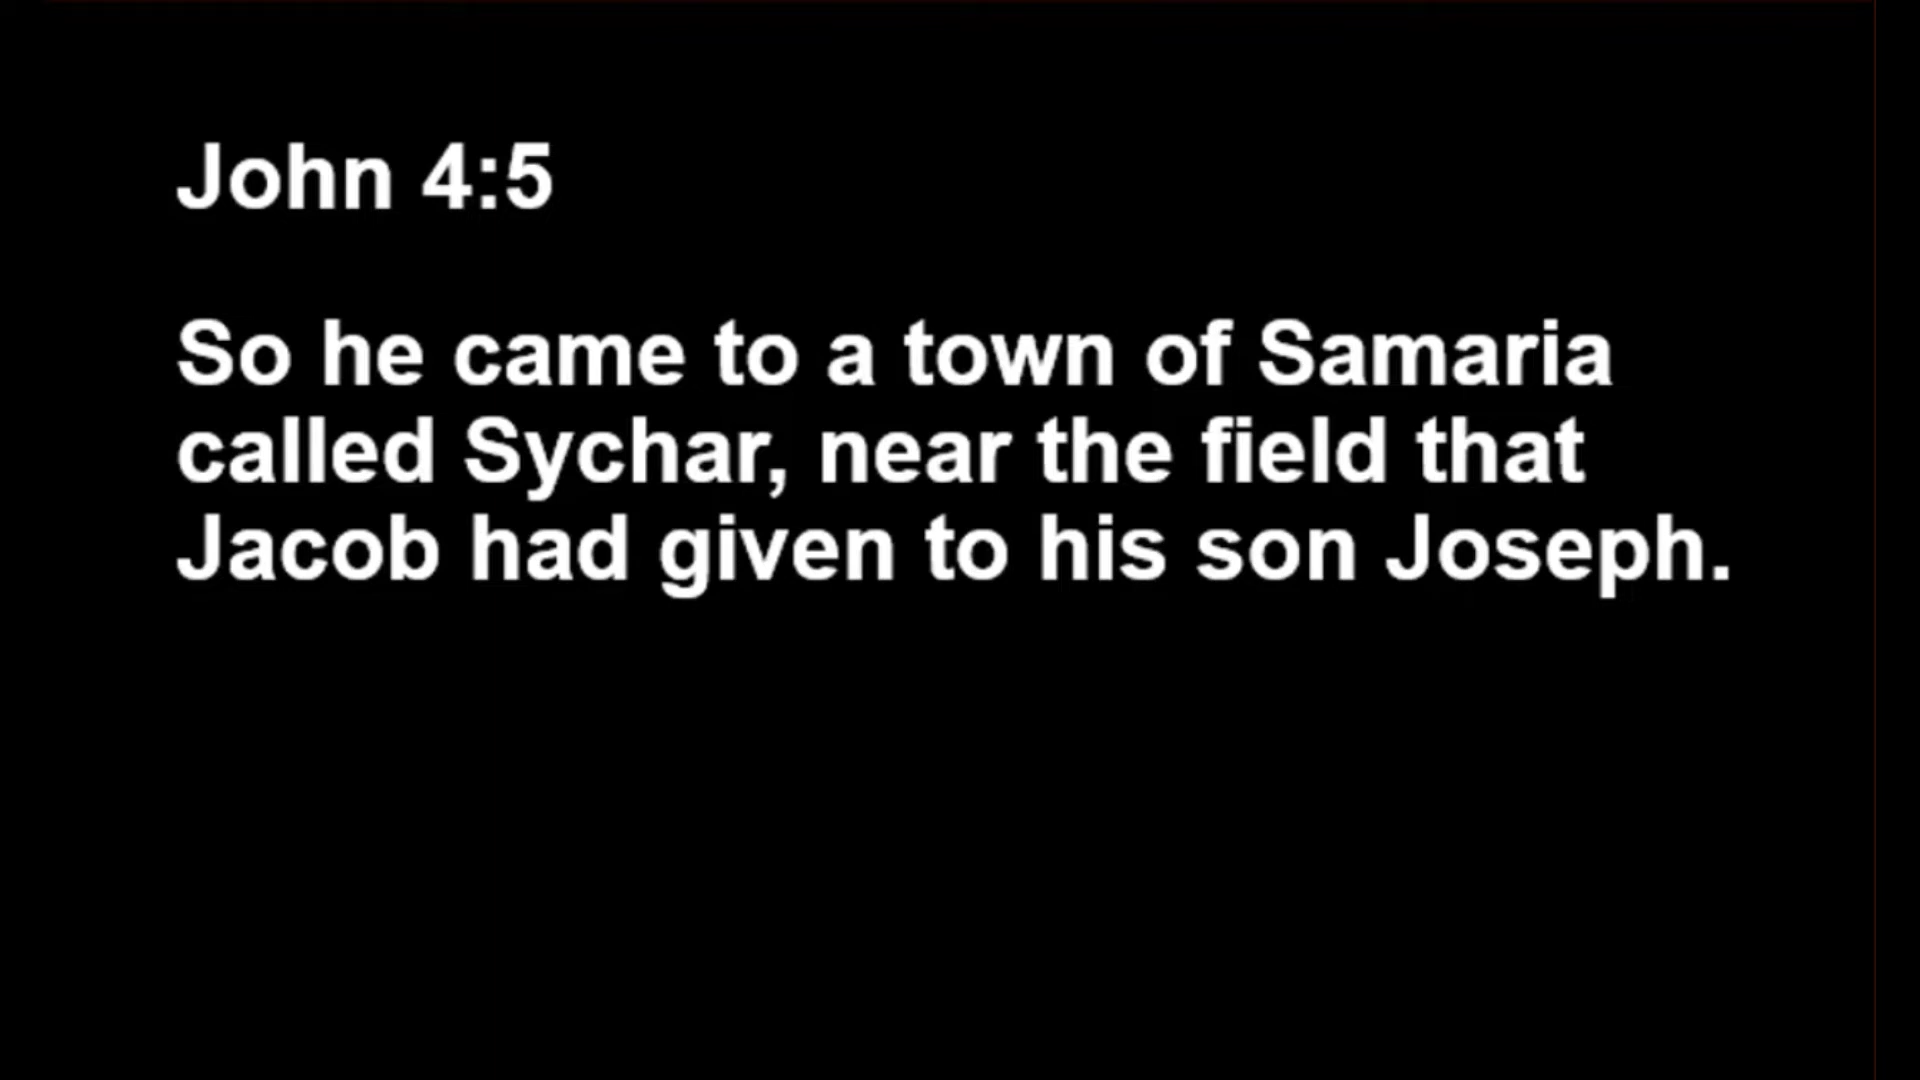 John 4:5
So he came to a town of Samaria
called Sychar, near the field that
Jacob had given to his son Joseph.